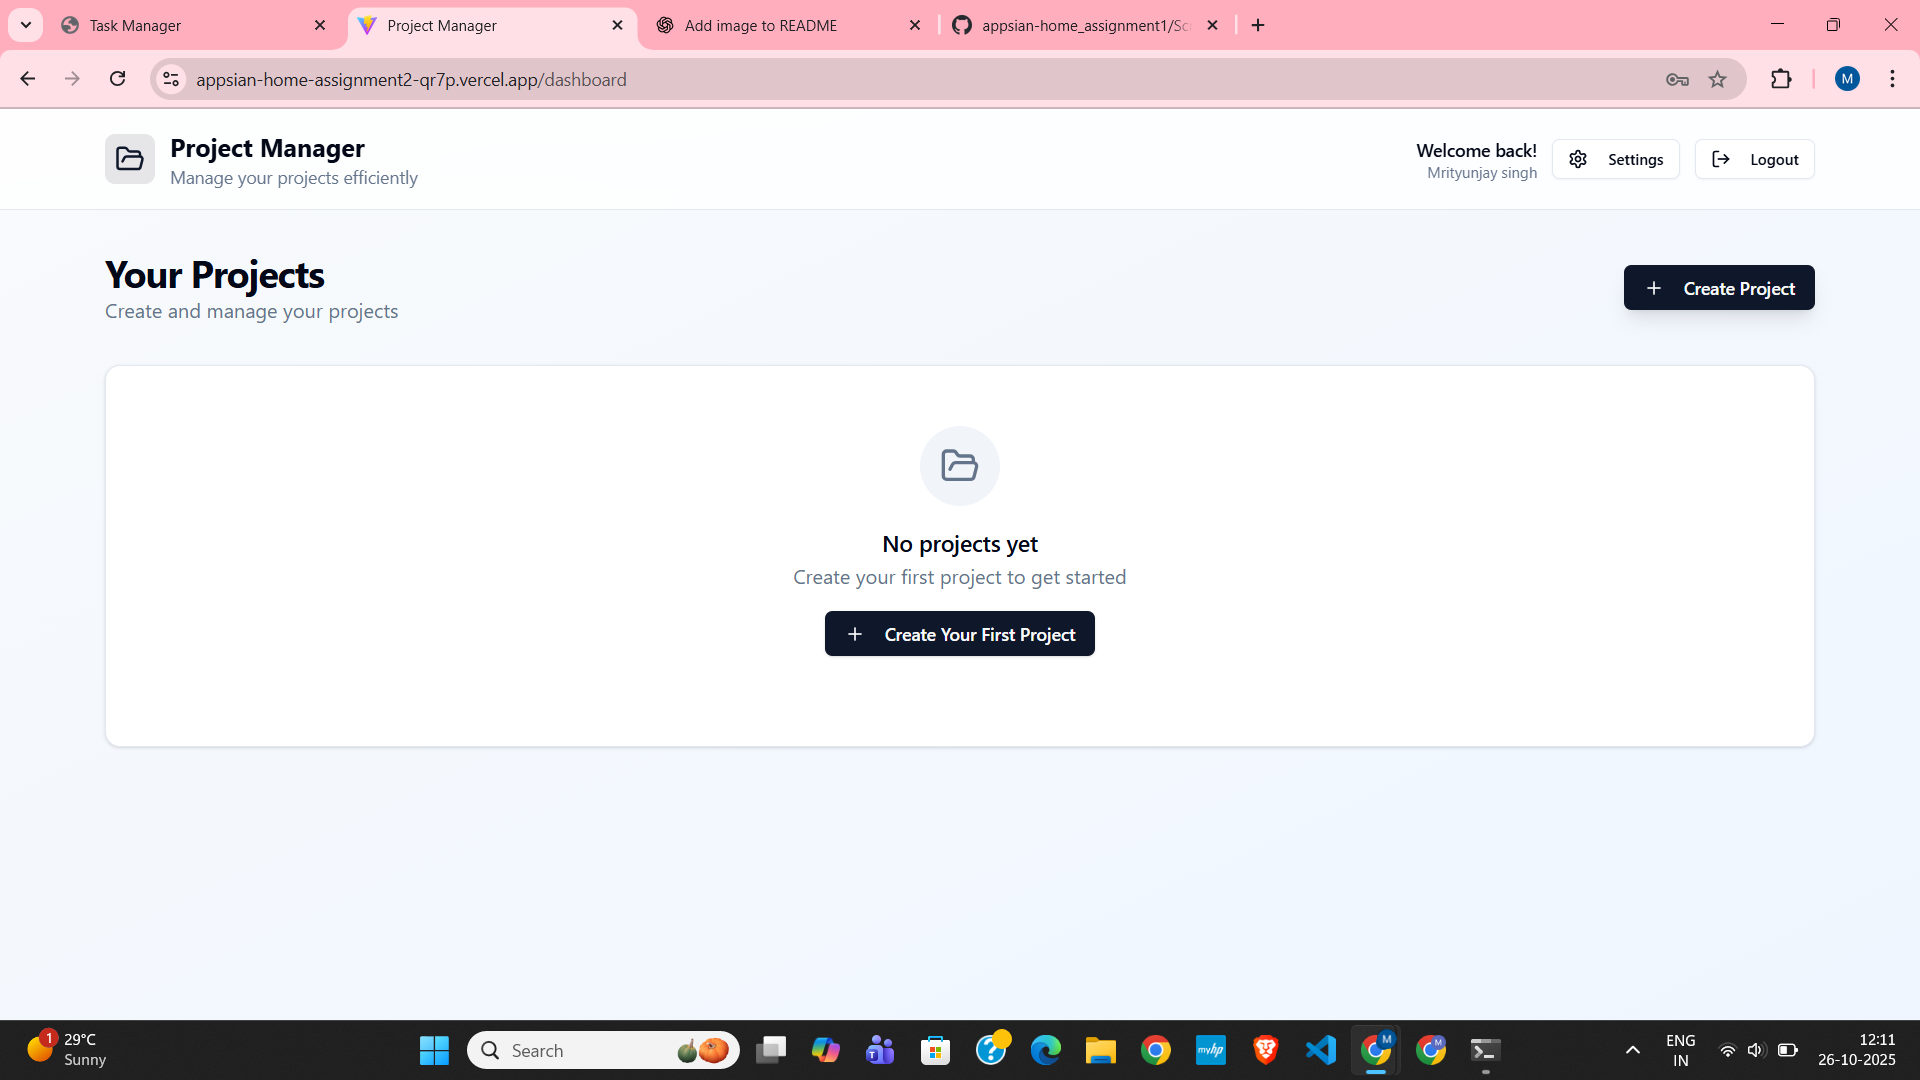 Task Manager
Project Manager
Add image to README
appsian-home_assignment1/Sc
appsian-home-assignment2-qr7p.vercel.app/dashboard
M
Project Manager
Manage your projects efficiently
Welcome back!
Mrityunjay singh
Settings
Logout
Your Projects
Create and manage your projects
Create Project
No projects yet
Create your first project to get started
Create Your First Project
1
29°C
Sunny
Search
T
myhp
M
M
ENG
IN
12:11
26-10-2025